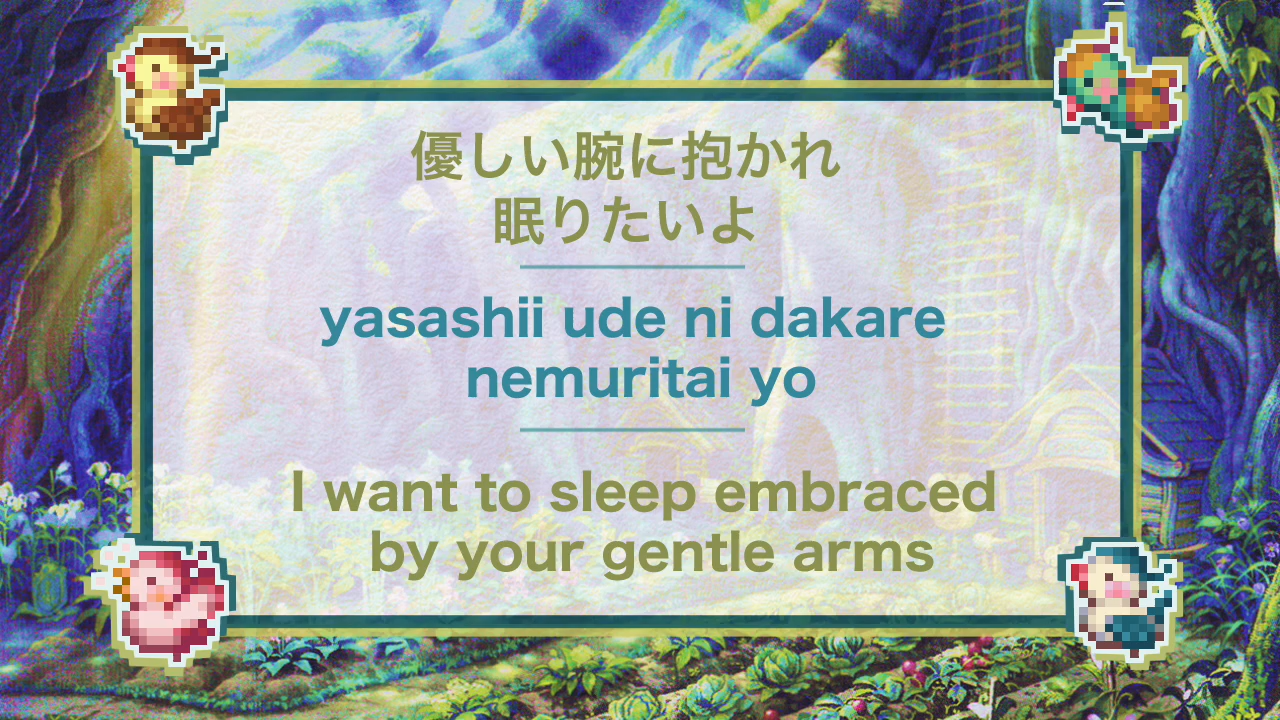 優しい腕に抱かれ
眠りたいよ
yasashii ude ni dakare
nemuritai yo
I want to sleep embraced
by your gentle arms